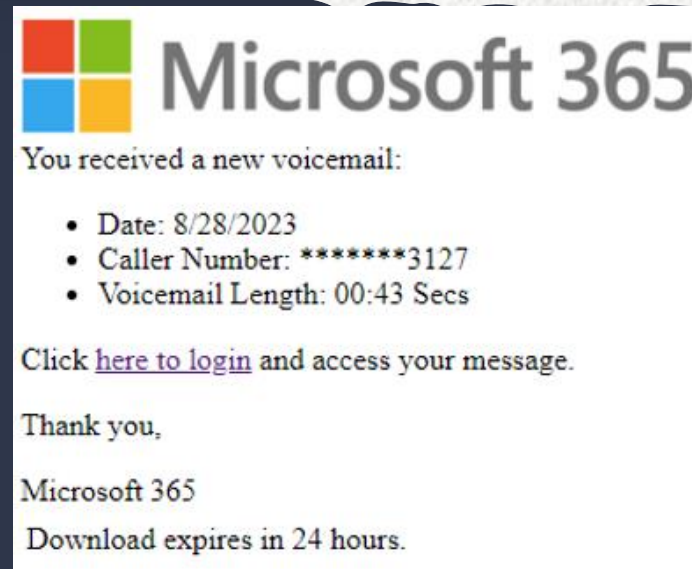 Microsoft 365
You received a new voicemail:
• Date: 8/28/2023
• Caller Number: *******3127
• Voicemail Length: 00:43 Secs
Click here to login and access your message.
Thank you,
Microsoft 365
Download expires in 24 hours.